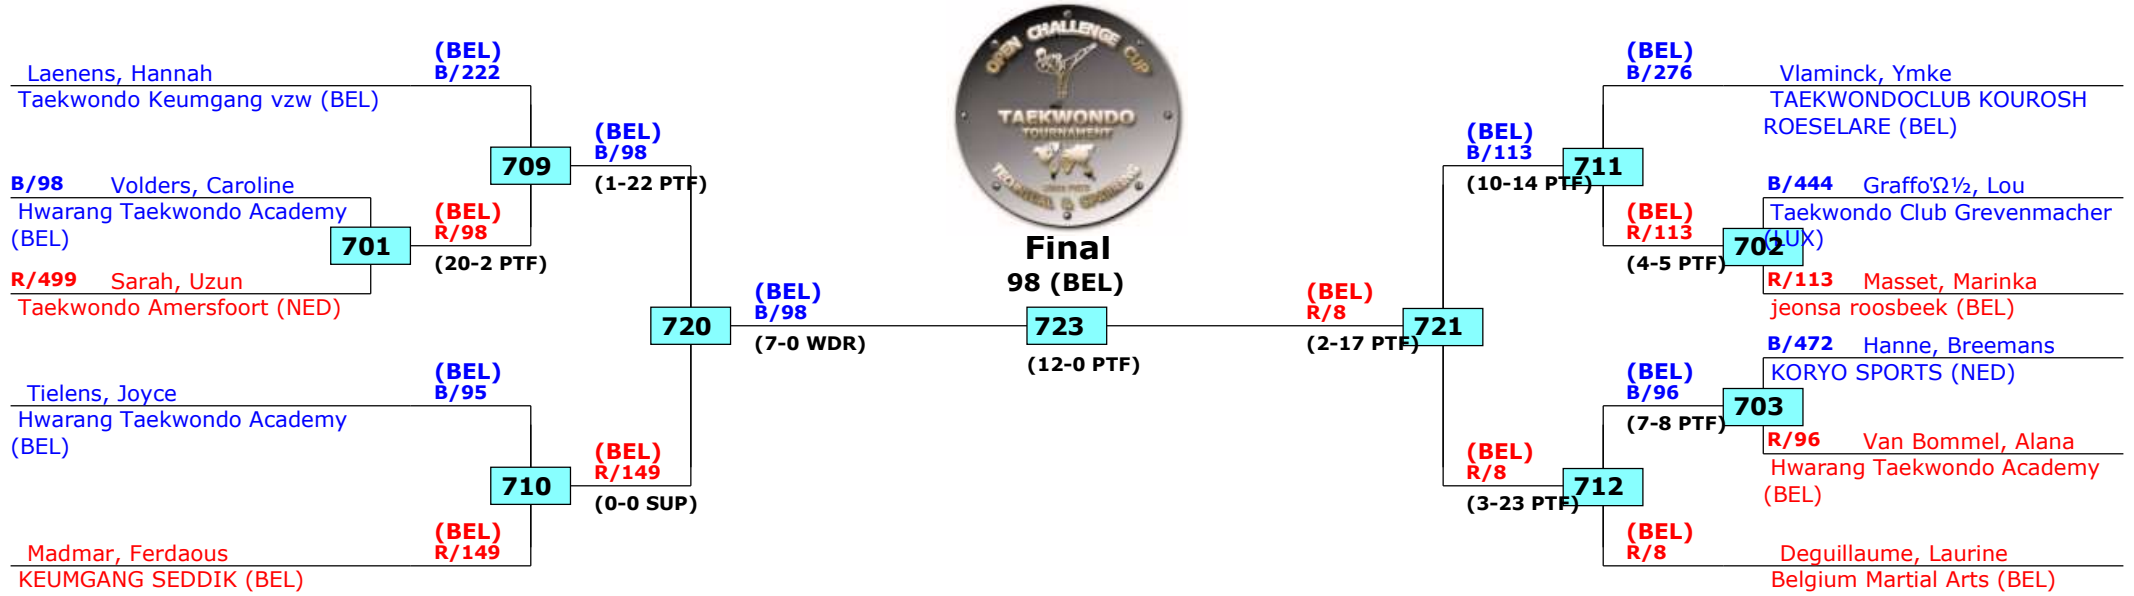 OPEN CHALLENGE CUP
TAEKWONDO
TOURNAMENT
Final
98 (BEL)
723
(12-0 PTF)
(BEL)
B/222
Laenens, Hannah
Taekwondo Keumgang vzw (BEL)
709
(BEL)
B/98
(1-22 PTF)
B/98 Volders, Caroline
Hwarang Taekwondo Academy
(BEL)
701
(BEL)
R/98
(20-2 PTF)
R/499 Sarah, Uzun
Taekwondo Amersfoort (NED)
720
(BEL)
B/98
(7-0 WDR)
(BEL)
B/95
Tielens, Joyce
Hwarang Taekwondo Academy
(BEL)
710
(BEL)
R/149
(0-0 SUP)
(BEL)
R/149
Madmar, Ferdaous
KEUMGANG SEDDIK (BEL)
(BEL)
R/8
(2-17 PTF)
721
(BEL)
B/113
(10-14 PTF)
711
(BEL)
B/276
Vlaminck, Ymke
TAEKWONDOCLUB KOUROSH
ROESELARE (BEL)
(BEL)
R/113
(4-5 PTF)
702
B/444 Graffo'Ω½, Lou
Taekwondo Club Grevenmacher
(LUX)
R/113 Masset, Marinka
jeonsa roosbeek (BEL)
(BEL)
R/8
(3-23 PTF)
712
(BEL)
B/96
(7-8 PTF)
703
B/472 Hanne, Breemans
KORYO SPORTS (NED)
R/96 Van Bommel, Alana
Hwarang Taekwondo Academy
(BEL)
(BEL)
R/8
Deguillaume, Laurine
Belgium Martial Arts (BEL)